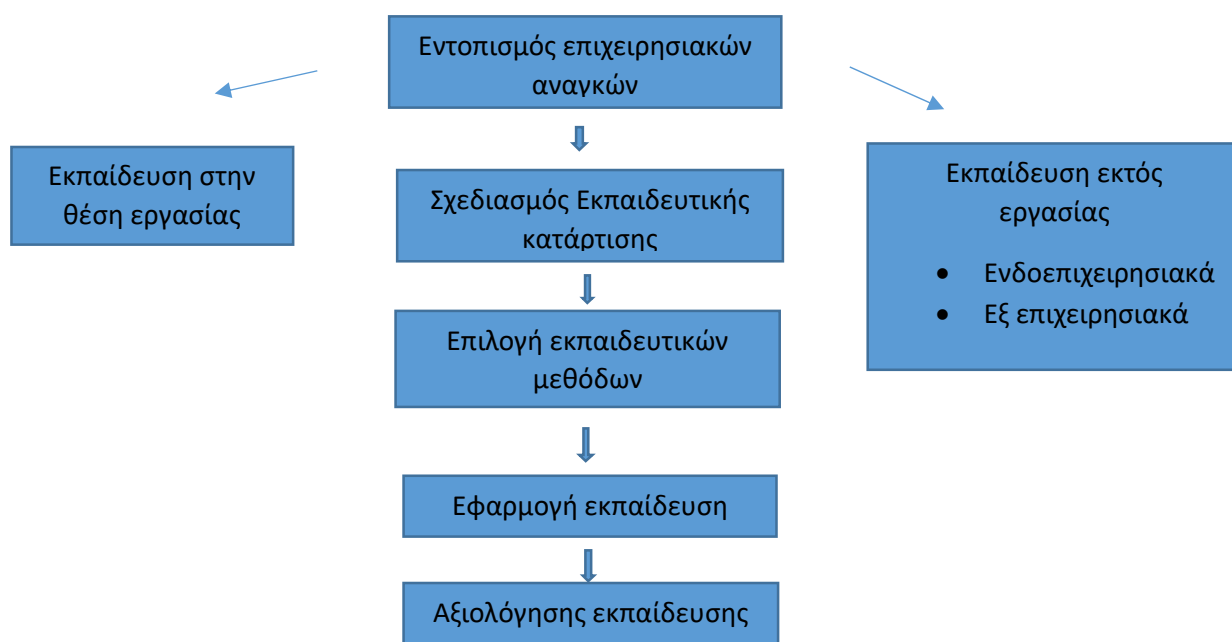 Εντοπισμός επιχειρησιακών
αναγκών
Εκπαίδευση στην
θέση εργασίας
Σχεδιασμός Εκπαιδευτικής
κατάρτισης
Εκπαίδευση εκτός
εργασίας
• Ενδοεπιχειρησιακά
• Εξ επιχειρησιακά
Επιλογή εκπαιδευτικών
μεθόδων
Εφαρμογή εκπαίδευση
Αξιολόγησης εκπαίδευσης